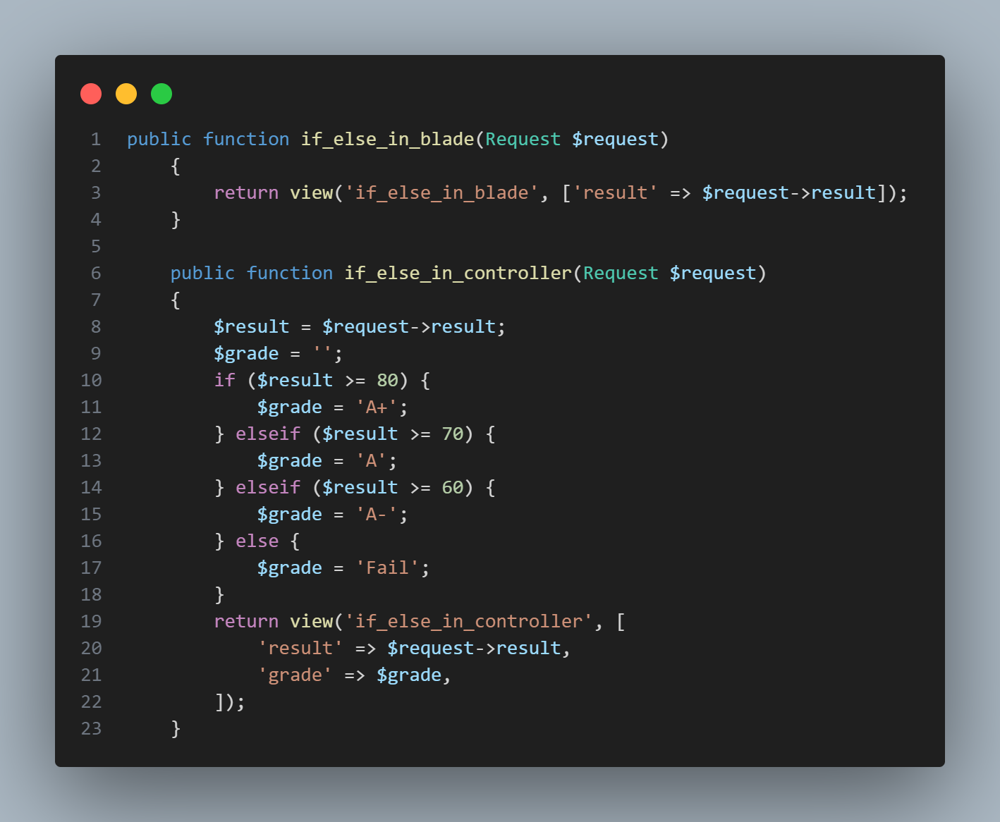 1 public function if_else_in_blade(Request $request)
2     {
3         return view('if_else_in_blade', ['result' => $request->result]);
4     }
5
6     public function if_else_in_controller(Request $request)
7     {
8         $result = $request->result;
9         $grade = '';
10         if ($result >= 80) {
11             $grade = 'A+';
12         } elseif ($result >= 70) {
13             $grade = 'A';
14         } elseif ($result >= 60) {
15             $grade = 'A-';
16         } else {
17             $grade = 'Fail';
18         }
19         return view('if_else_in_controller', [
20             'result' => $request->result,
21             'grade' => $grade,
22         ]);
23     }